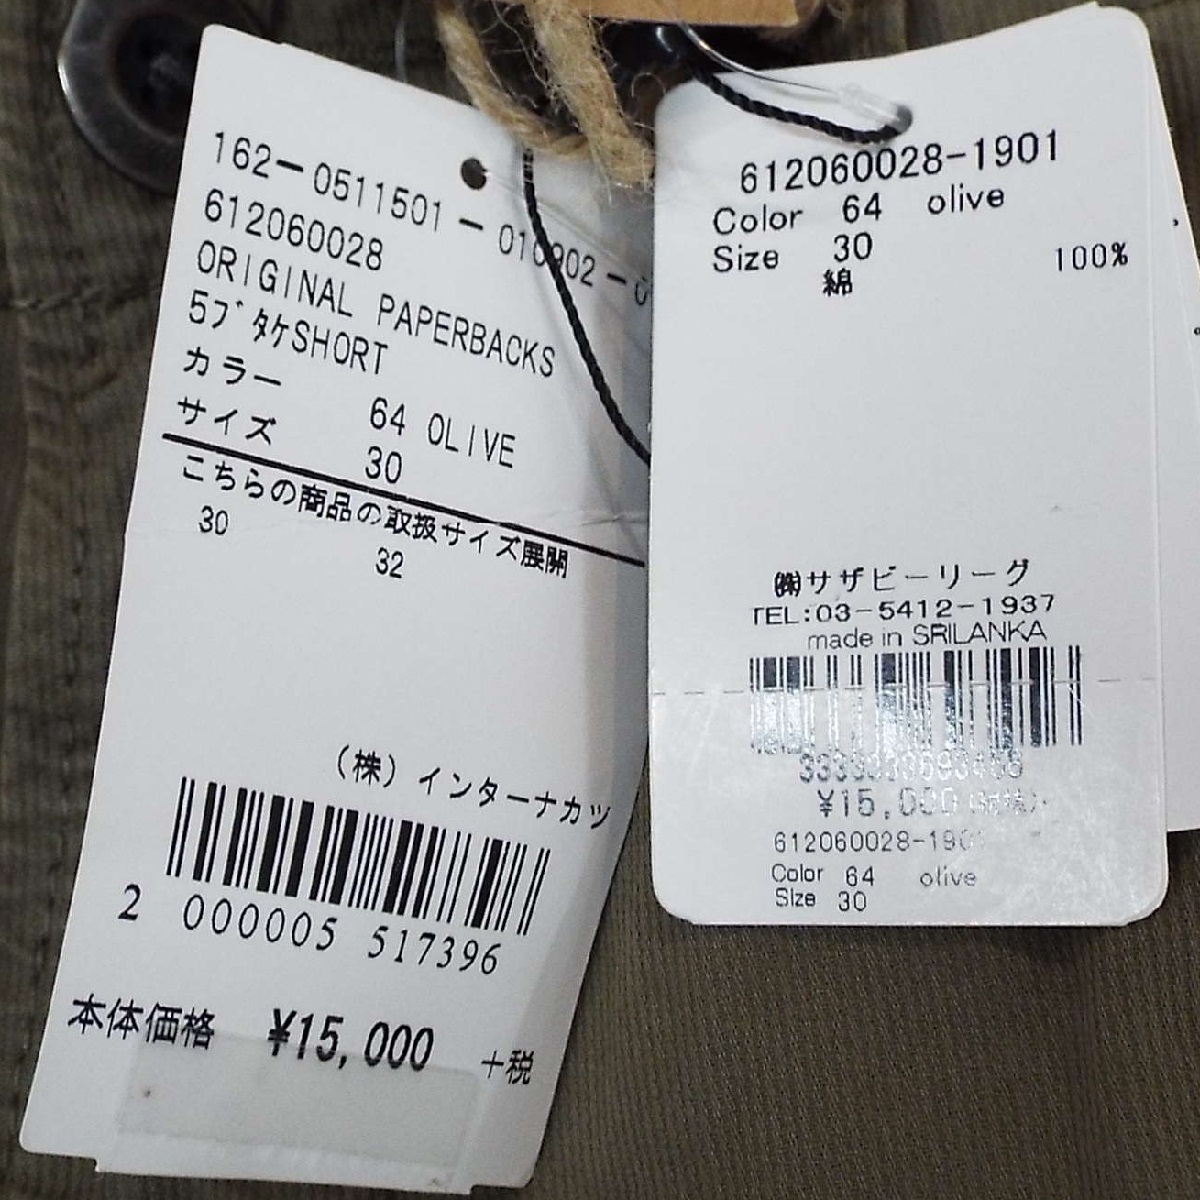 162-0511501-010902-0
612060028
ORIGINAL PAPERBACKS
5ブタケSHORT
カラー 64 OLIVE
サイズ 30
こちらの商品の取扱サイズ展開
30 32
(株)インターナカツ
2 000005 517396
本体価格 ¥15,000 +税
612060028-1901
Color 64 olive
Size 30
綿 100%
㈱サザビーリーグ
TEL:03-5412-1937
made in SRILANKA
¥15,000
612060028-190
Color 64 olive
Size 30